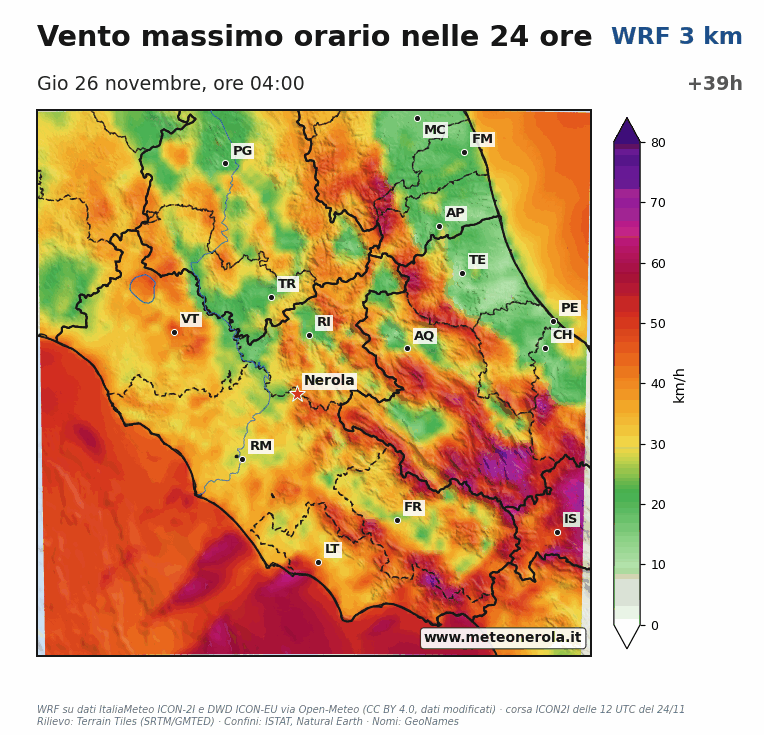 Vento massimo orario nelle 24 ore WRF 3 km
Gio 26 novembre, ore 04:00 +39h
MC
FM
PG
AP
TE
TR
PE
VT
RI
AQ
CH
Nerola
RM
FR
IS
LT
www.meteonerola.it
80
70
60
50
40
30
20
10
0
km/h
WRF su dati ItaliaMeteo ICON-2I e DWD ICON-EU via Open-Meteo (CC BY 4.0, dati modificati) · corsa ICON2I delle 12 UTC del 24/11
Rilievo: Terrain Tiles (SRTM/GMTED) · Confini: ISTAT, Natural Earth · Nomi: GeoNames